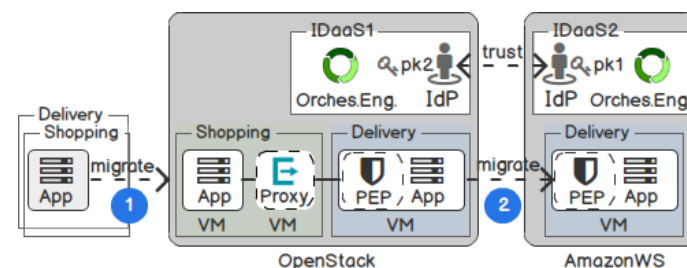 IDaaS1
IDaaS2
pk2
trust
pk1
Orches.Eng.
IdP
IdP
Orches.Eng
Delivery
Shopping
App
migrate
1
Shopping
App
Proxy
VM
VM
Delivery
PEP
App
VM
migrate
2
Delivery
PEP
App
VM
OpenStack
AmazonWS